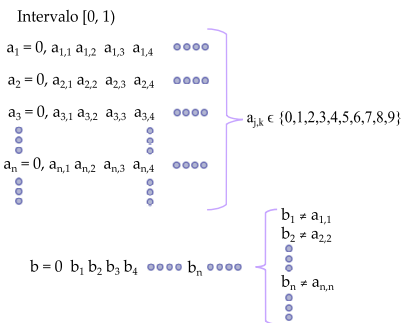 Intervalo [0, 1)
a₁ = 0, a₁,₁ a₁,₂ a₁,₃ a₁,₄
a₂ = 0, a₂,₁ a₂,₂ a₂,₃ a₂,₄
a₃ = 0, a₃,₁ a₃,₂ a₃,₃ a₃,₄
aⱼ,ₖ ϵ {0,1,2,3,4,5,6,7,8,9}
aₙ = 0, aₙ,₁ aₙ,₂ aₙ,₃ aₙ,₄
b = 0 b₁ b₂ b₃ b₄ bₙ
b₁ ≠ a₁,₁
b₂ ≠ a₂,₂
bₙ ≠ aₙ,ₙ